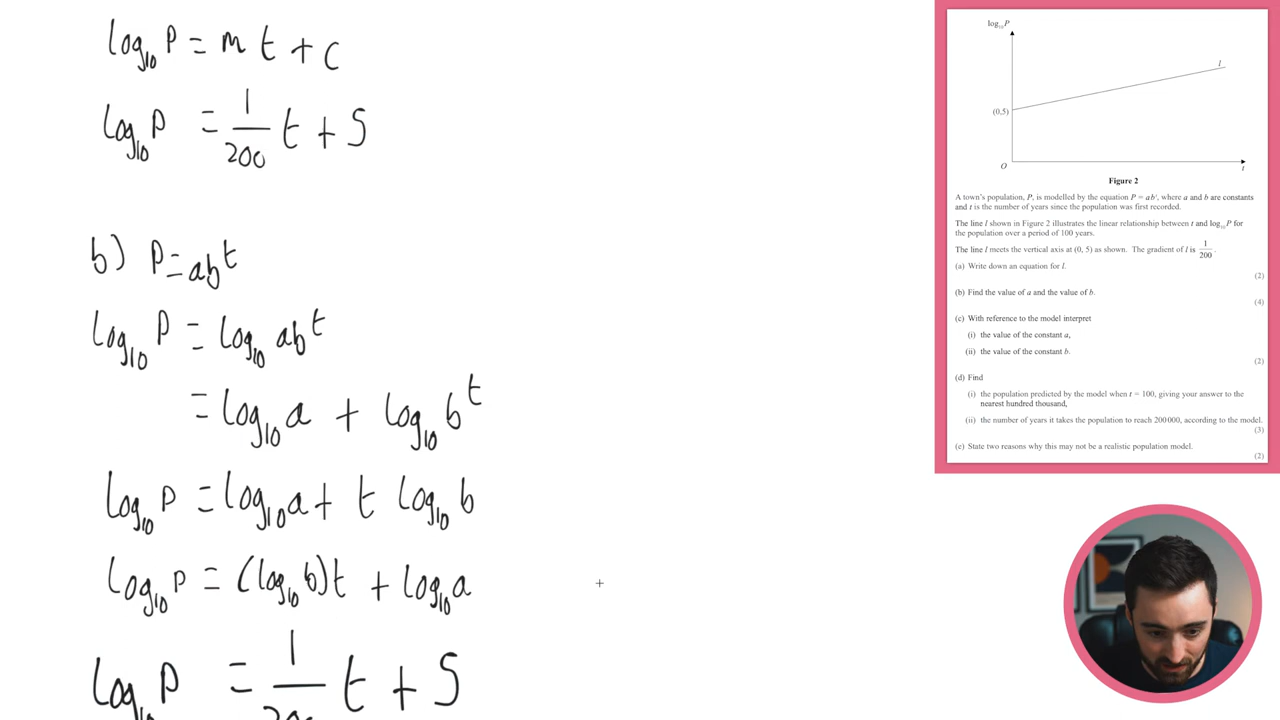 log₁₀ P = m t + c
log₁₀ P = 1/200 t + 5
b) P = abᵗ
log₁₀ P = log₁₀ abᵗ
= log₁₀ a + log₁₀ bᵗ
log₁₀ P = log₁₀ a + t log₁₀ b
log₁₀ P = (log₁₀ b)t + log₁₀ a
log₁₀ P = 1/200 t + 5
log₁₀ P
l
(0,5)
O
t
Figure 2
A town's population, P, is modelled by the equation P = abᵗ, where a and b are constants
and t is the number of years since the population was first recorded.
The line l shown in Figure 2 illustrates the linear relationship between t and log₁₀ P for
the population over a period of 100 years.
The line l meets the vertical axis at (0, 5) as shown. The gradient of l is 1/200.
(a) Write down an equation for l.
(2)
(b) Find the value of a and the value of b.
(4)
(c) With reference to the model interpret
(i) the value of the constant a,
(ii) the value of the constant b.
(2)
(d) Find
(i) the population predicted by the model when t = 100, giving your answer to the
nearest hundred thousand,
(ii) the number of years it takes the population to reach 200 000, according to the model.
(3)
(e) State two reasons why this may not be a realistic population model.
(2)